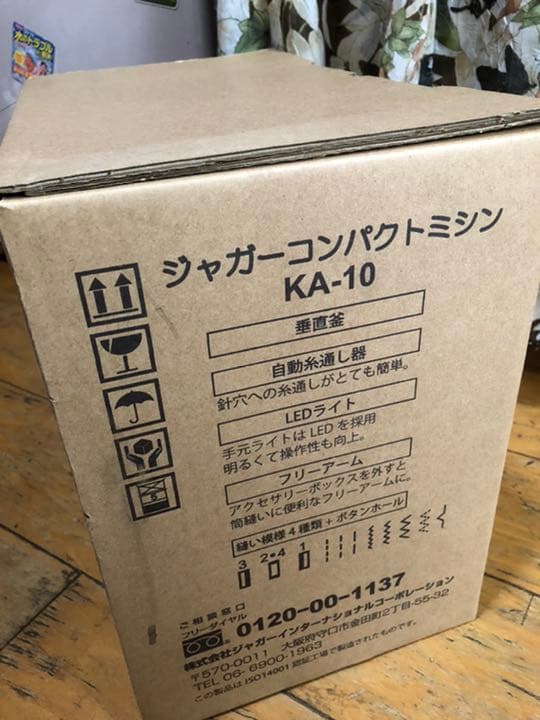 水のトラブル
ジャガーコンパクトミシン
KA-10
垂直釜
自動糸通し器
針穴への糸通しがとても簡単。
LEDライト
手元ライトはLEDを採用
明るくて操作性も向上。
フリーアーム
アクセサリーボックスを外すと
筒縫いに便利なフリーアームに。
縫い模様4種類+ボタンホール
3 2•4 1
5
ご相談窓口
フリーダイヤル
0120-00-1137
株式会社ジャガーインターナショナルコーポレーション
〒570-0011 大阪府守口市金田町2丁目-55-32
TEL 06-6900-1963
この製品はISO14001認証工場で製造されたものです。